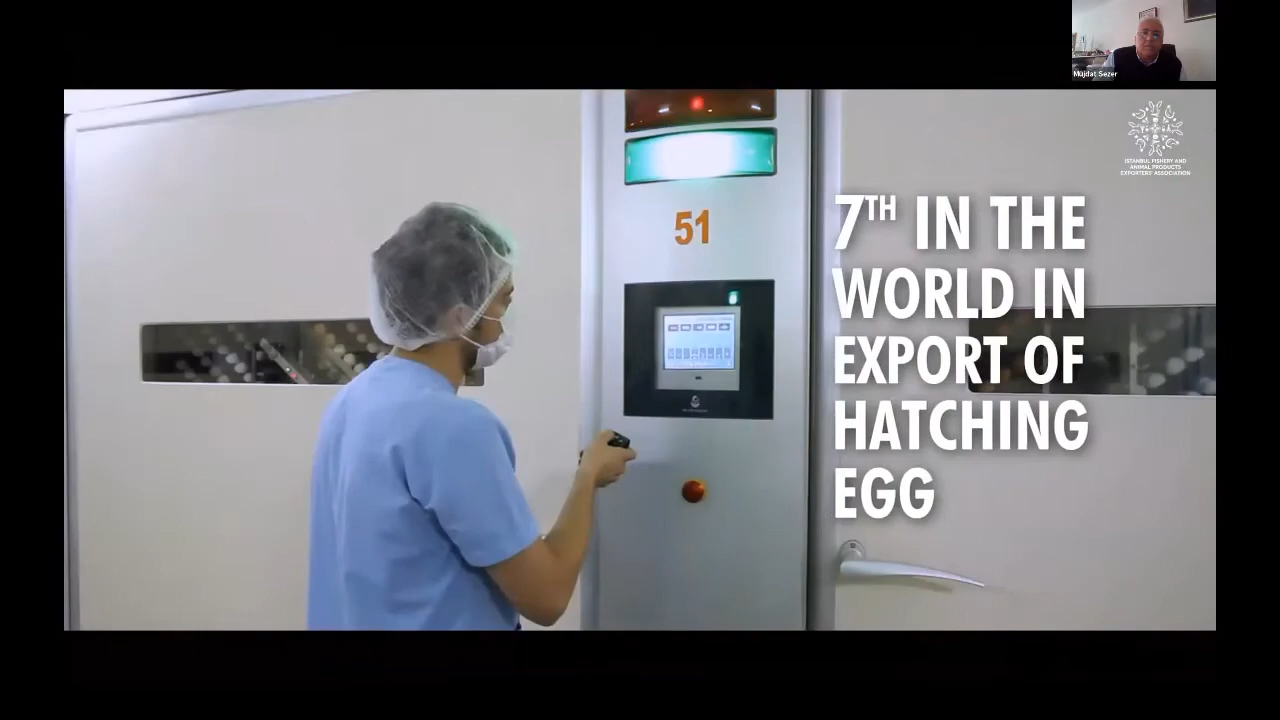 Müjdat Sezer
ISTANBUL FISHERY AND
ANIMAL PRODUCTS
EXPORTERS' ASSOCIATION
51
7TH IN THE
WORLD IN
EXPORT OF
HATCHING
EGG